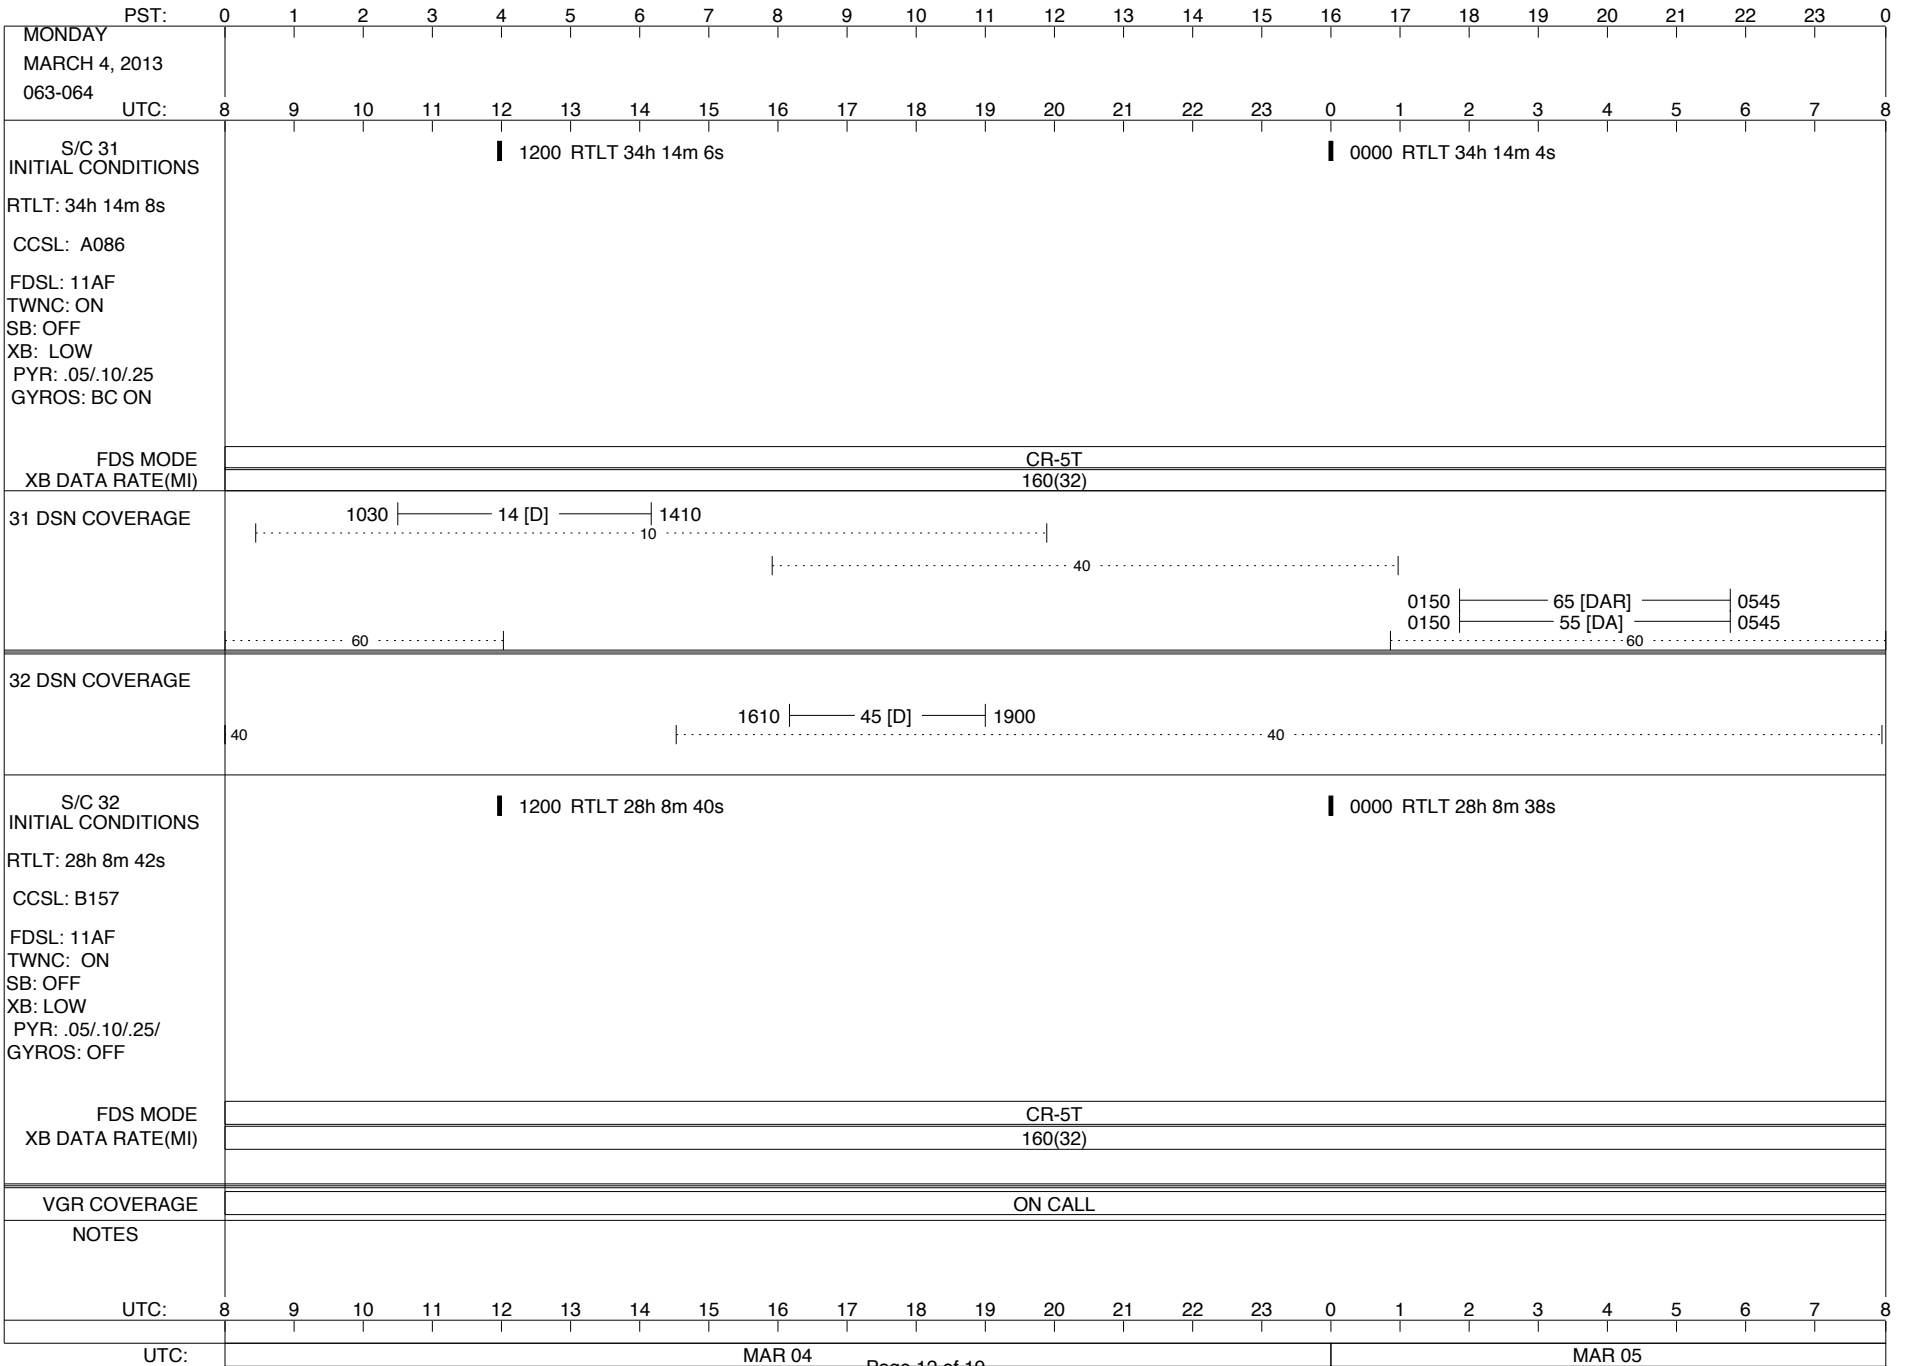 PST: 0 1 2 3 4 5 6 7 8 9 10 11 12 13 14 15 16 17 18 19 20 21 22 23 0
MONDAY
MARCH 4, 2013
063-064
UTC: 8 9 10 11 12 13 14 15 16 17 18 19 20 21 22 23 0 1 2 3 4 5 6 7 8
S/C 31
INITIAL CONDITIONS
1200 RTLT 34h 14m 6s
0000 RTLT 34h 14m 4s
RTLT: 34h 14m 8s
CCSL: A086
FDSL: 11AF
TWNC: ON
SB: OFF
XB: LOW
PYR: .05/.10/.25
GYROS: BC ON
FDS MODE CR-5T
XB DATA RATE(MI) 160(32)
31 DSN COVERAGE
1030 14 [D] 1410
10
40
0150 65 [DAR] 0545
0150 55 [DA] 0545
60 60
32 DSN COVERAGE
1610 45 [D] 1900
40 40
S/C 32
INITIAL CONDITIONS
1200 RTLT 28h 8m 40s
0000 RTLT 28h 8m 38s
RTLT: 28h 8m 42s
CCSL: B157
FDSL: 11AF
TWNC: ON
SB: OFF
XB: LOW
PYR: .05/.10/.25/
GYROS: OFF
FDS MODE CR-5T
XB DATA RATE(MI) 160(32)
VGR COVERAGE ON CALL
NOTES
UTC: 8 9 10 11 12 13 14 15 16 17 18 19 20 21 22 23 0 1 2 3 4 5 6 7 8
UTC: MAR 04 MAR 05
Page 12 of 19